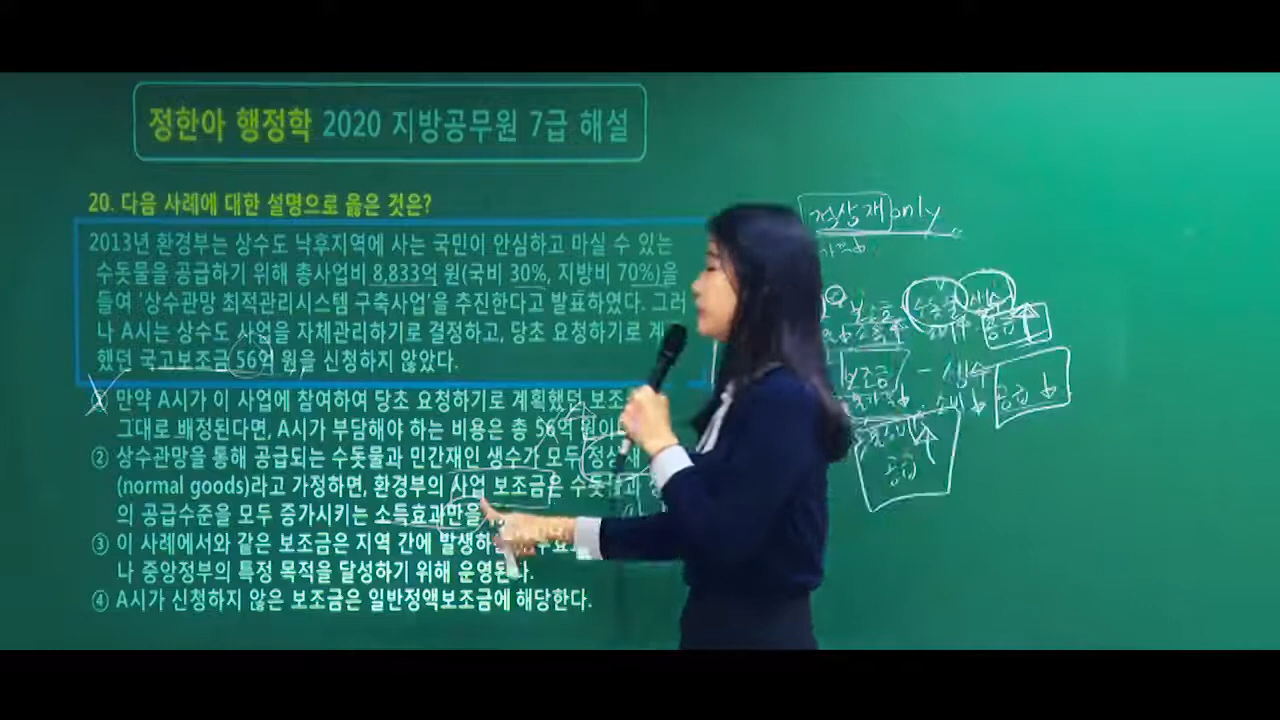 정한아 행정학 2020 지방공무원 7급 해설
20. 다음 사례에 대한 설명으로 옳은 것은?
2013년 환경부는 상수도 낙후지역에 사는 국민이 안심하고 마실 수 있는
수돗물을 공급하기 위해 총사업비 8,833억 원(국비 30%, 지방비 70%)을
들여 '상수관망 최적관리시스템 구축사업'을 추진한다고 발표하였다. 그러
나 A시는 상수도 사업을 자체관리하기로 결정하고, 당초 요청하기로 계
했던 국고보조금 56억 원을 신청하지 않았다.
만약 A시가 이 사업에 참여하여 당초 요청하기로 계획했던 보조
그대로 배정된다면, A시가 부담해야 하는 비용은 총 56억 원이
② 상수관망을 통해 공급되는 수돗물과 민간재인 생수가 모두 정상재
(normal goods)라고 가정하면, 환경부의 사업 보조금은
의 공급수준을 모두 증가시키는 소득효과만을
③ 이 사례에서와 같은 보조금은 지역 간에 발생하
나 중앙정부의 특정 목적을 달성하기 위해 운영된다.
④ A시가 신청하지 않은 보조금은 일반정액보조금에 해당한다.
정상재 only
보조금 - 생수
공급